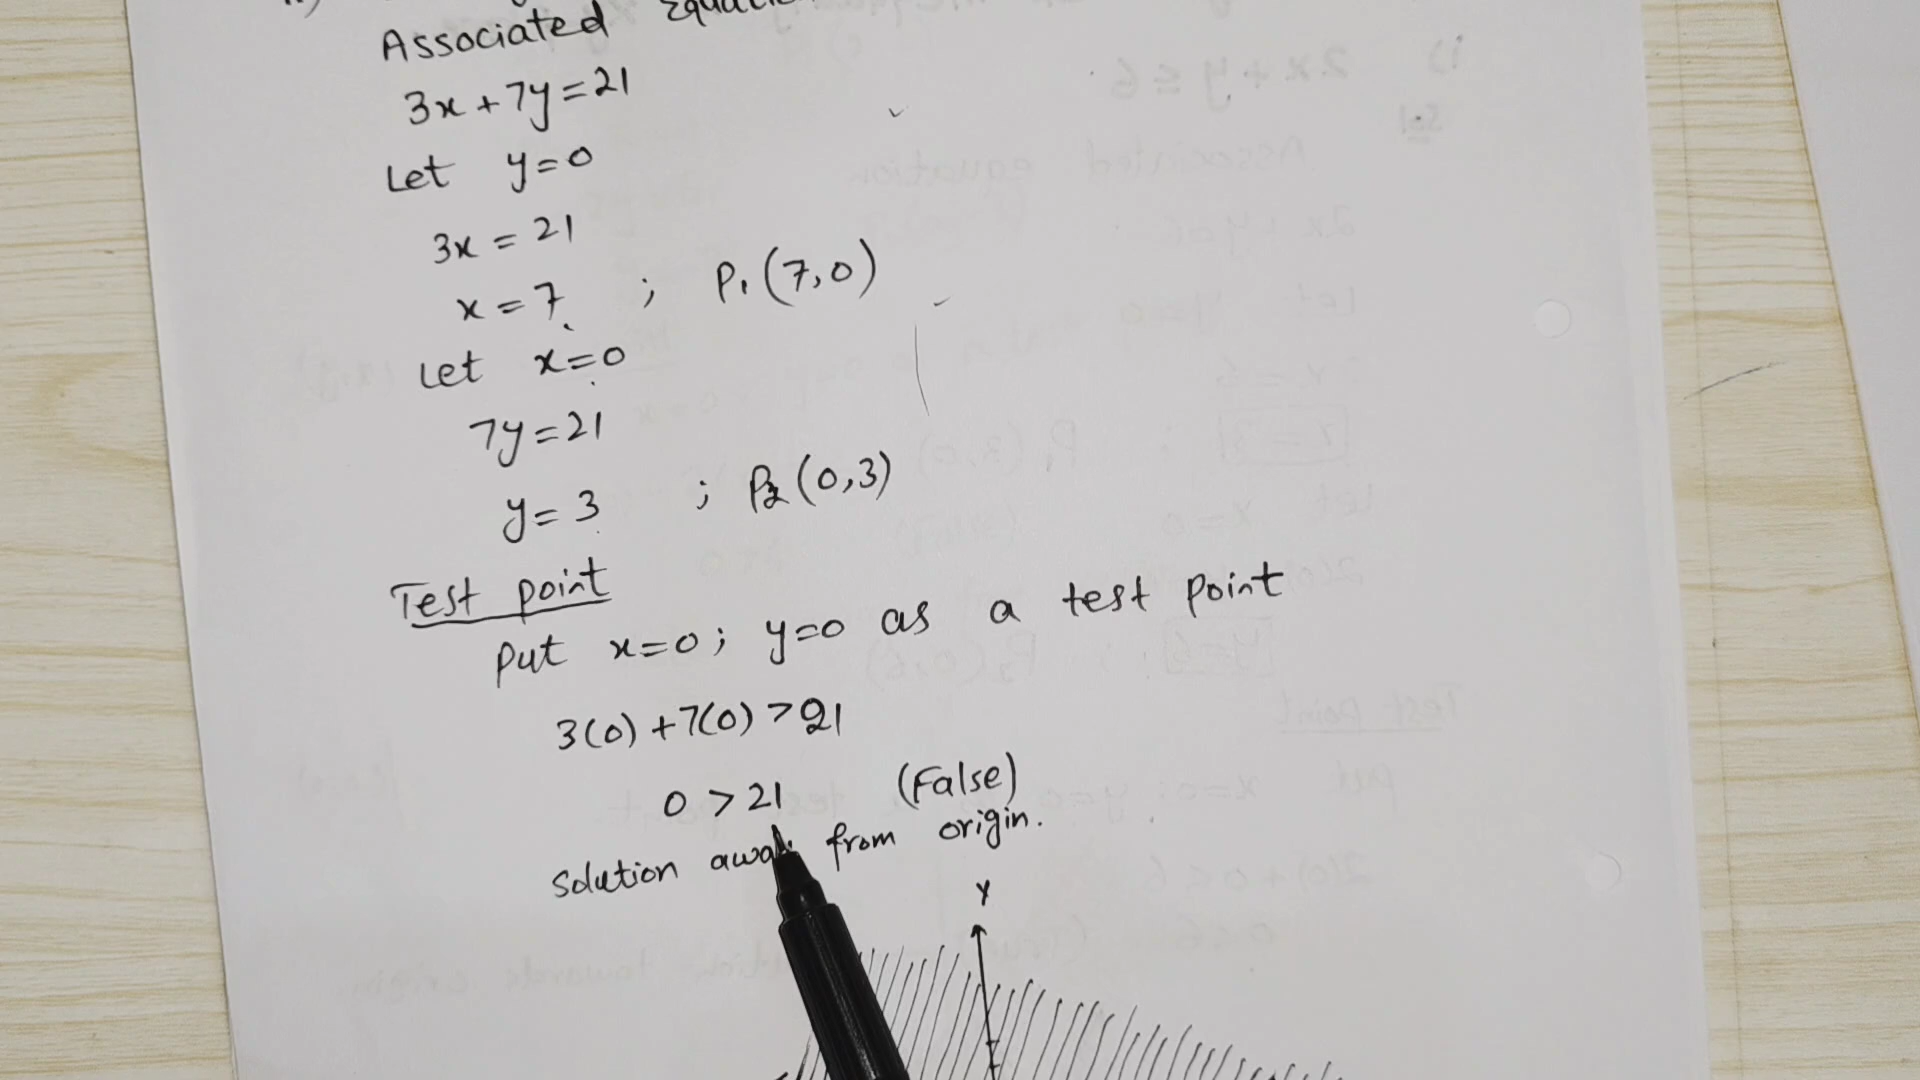 Associated
3x + 7y = 21
Let y = 0
3x = 21
x = 7 ; P₁ (7,0)
Let x = 0
7y = 21
y = 3 ; P₂ (0,3)
Test point
Put x = 0 ; y = 0 as a test point
3(0) + 7(0) > 21
0 > 21 (False)
Solution from origin.
Y